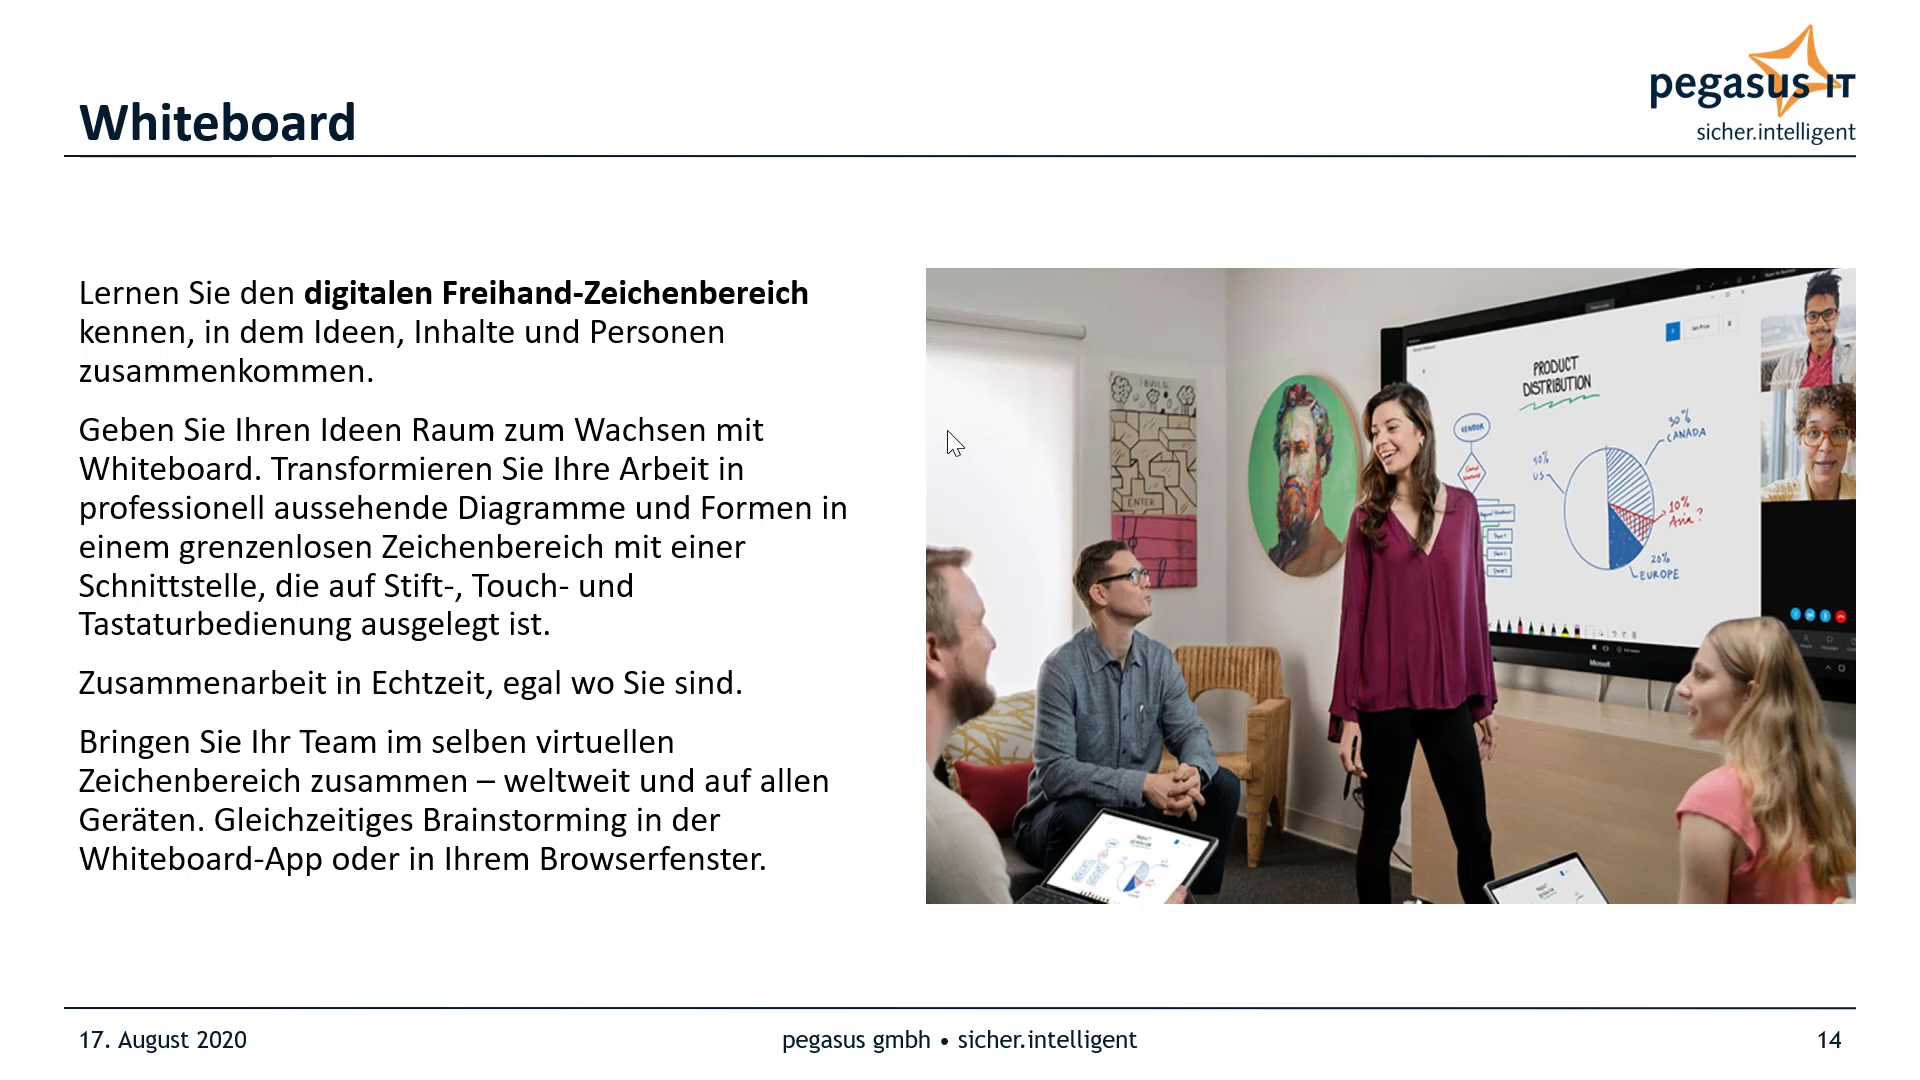 pegasus IT
sicher.intelligent
Whiteboard
Lernen Sie den digitalen Freihand-Zeichenbereich
kennen, in dem Ideen, Inhalte und Personen
zusammenkommen.
Geben Sie Ihren Ideen Raum zum Wachsen mit
Whiteboard. Transformieren Sie Ihre Arbeit in
professionell aussehende Diagramme und Formen in
einem grenzenlosen Zeichenbereich mit einer
Schnittstelle, die auf Stift-, Touch- und
Tastaturbedienung ausgelegt ist.
Zusammenarbeit in Echtzeit, egal wo Sie sind.
Bringen Sie Ihr Team im selben virtuellen
Zeichenbereich zusammen – weltweit und auf allen
Geräten. Gleichzeitiges Brainstorming in der
Whiteboard-App oder in Ihrem Browserfenster.
PRODUCT
DISTRIBUTION
VENDOR
30%
CANADA
50%
US
10%
Asia?
20%
EUROPE
BUILD
ENTER
Microsoft
17. August 2020
pegasus gmbh • sicher.intelligent
14